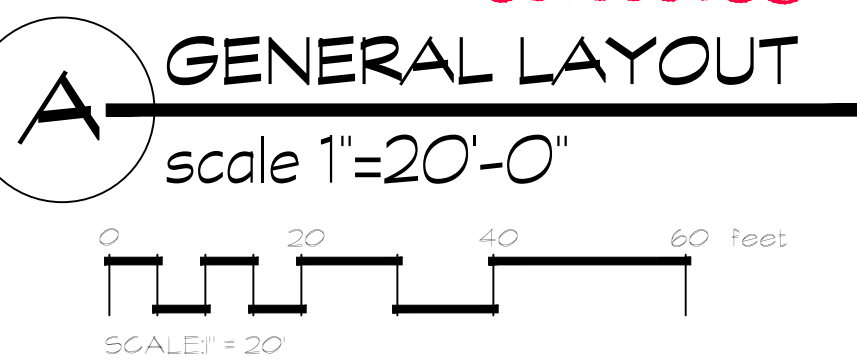 GENERAL LAYOUT
A
scale 1"=20'-0"
0 20 40 60 feet
SCALE:1" = 20'